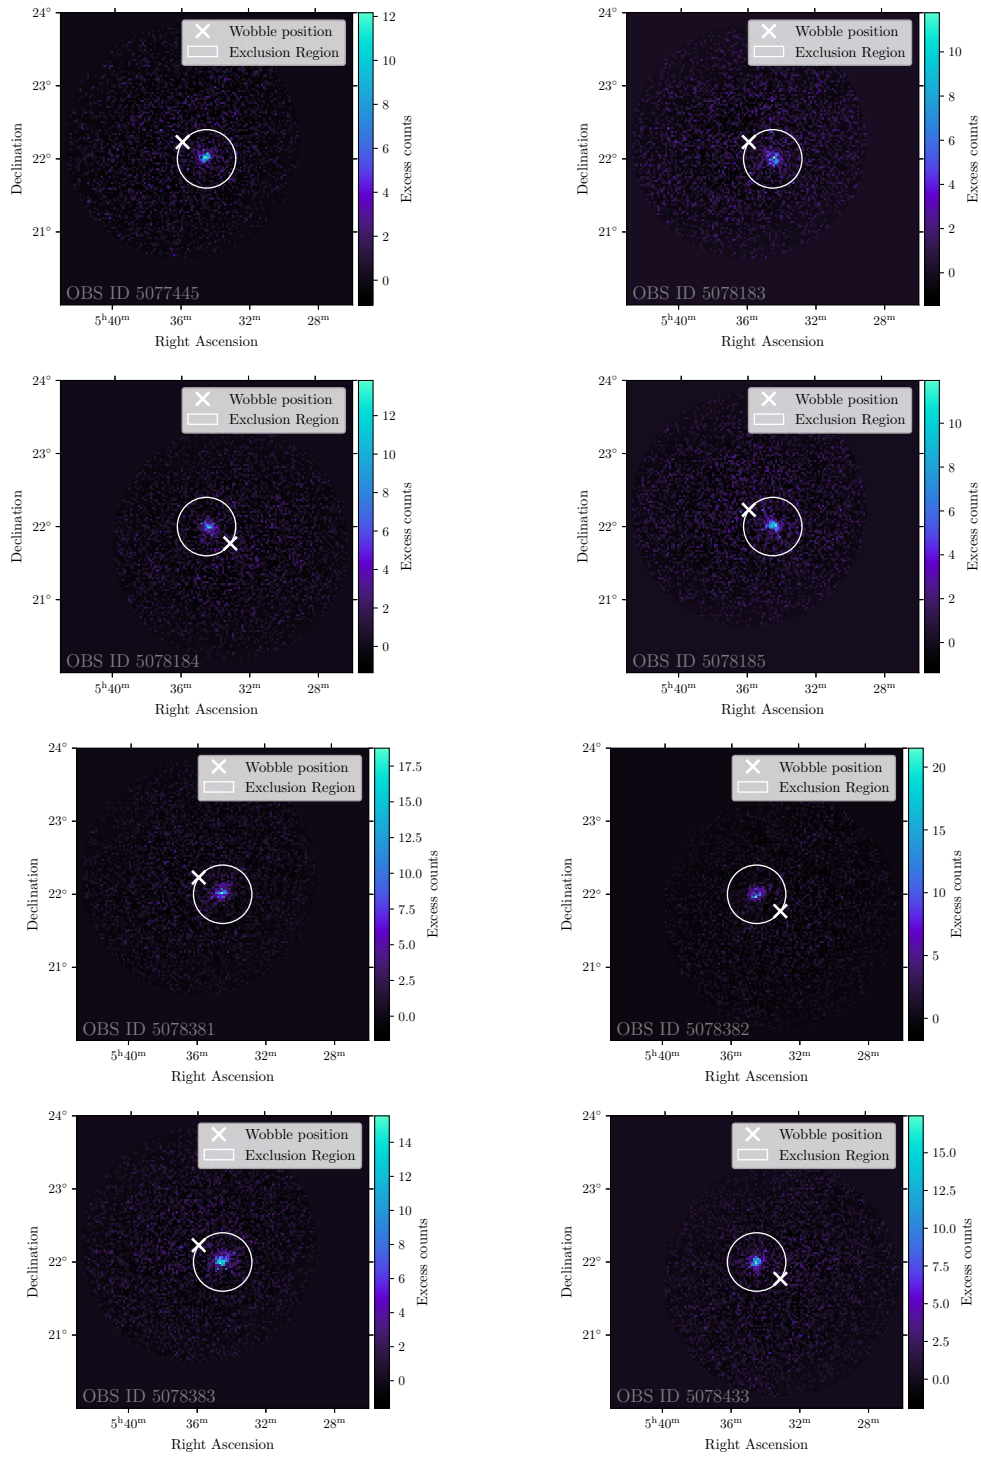 24°
23°
22°
21°
Declination
Wobble position
Exclusion Region
OBS ID 5077445
5ʰ40ᵐ 36ᵐ 32ᵐ 28ᵐ
Right Ascension
12
10
8
6
4
2
0
Excess counts
24°
23°
22°
21°
Declination
Wobble position
Exclusion Region
OBS ID 5078183
5ʰ40ᵐ 36ᵐ 32ᵐ 28ᵐ
Right Ascension
10
8
6
4
2
0
Excess counts
24°
23°
22°
21°
Declination
Wobble position
Exclusion Region
OBS ID 5078184
5ʰ40ᵐ 36ᵐ 32ᵐ 28ᵐ
Right Ascension
12
10
8
6
4
2
0
Excess counts
24°
23°
22°
21°
Declination
Wobble position
Exclusion Region
OBS ID 5078185
5ʰ40ᵐ 36ᵐ 32ᵐ 28ᵐ
Right Ascension
10
8
6
4
2
0
Excess counts
24°
23°
22°
21°
Declination
Wobble position
Exclusion Region
OBS ID 5078381
5ʰ40ᵐ 36ᵐ 32ᵐ 28ᵐ
Right Ascension
17.5
15.0
12.5
10.0
7.5
5.0
2.5
0.0
Excess counts
24°
23°
22°
21°
Declination
Wobble position
Exclusion Region
OBS ID 5078382
5ʰ40ᵐ 36ᵐ 32ᵐ 28ᵐ
Right Ascension
20
15
10
5
0
Excess counts
24°
23°
22°
21°
Declination
Wobble position
Exclusion Region
OBS ID 5078383
5ʰ40ᵐ 36ᵐ 32ᵐ 28ᵐ
Right Ascension
14
12
10
8
6
4
2
0
Excess counts
24°
23°
22°
21°
Declination
Wobble position
Exclusion Region
OBS ID 5078433
5ʰ40ᵐ 36ᵐ 32ᵐ 28ᵐ
Right Ascension
15.0
12.5
10.0
7.5
5.0
2.5
0.0
Excess counts